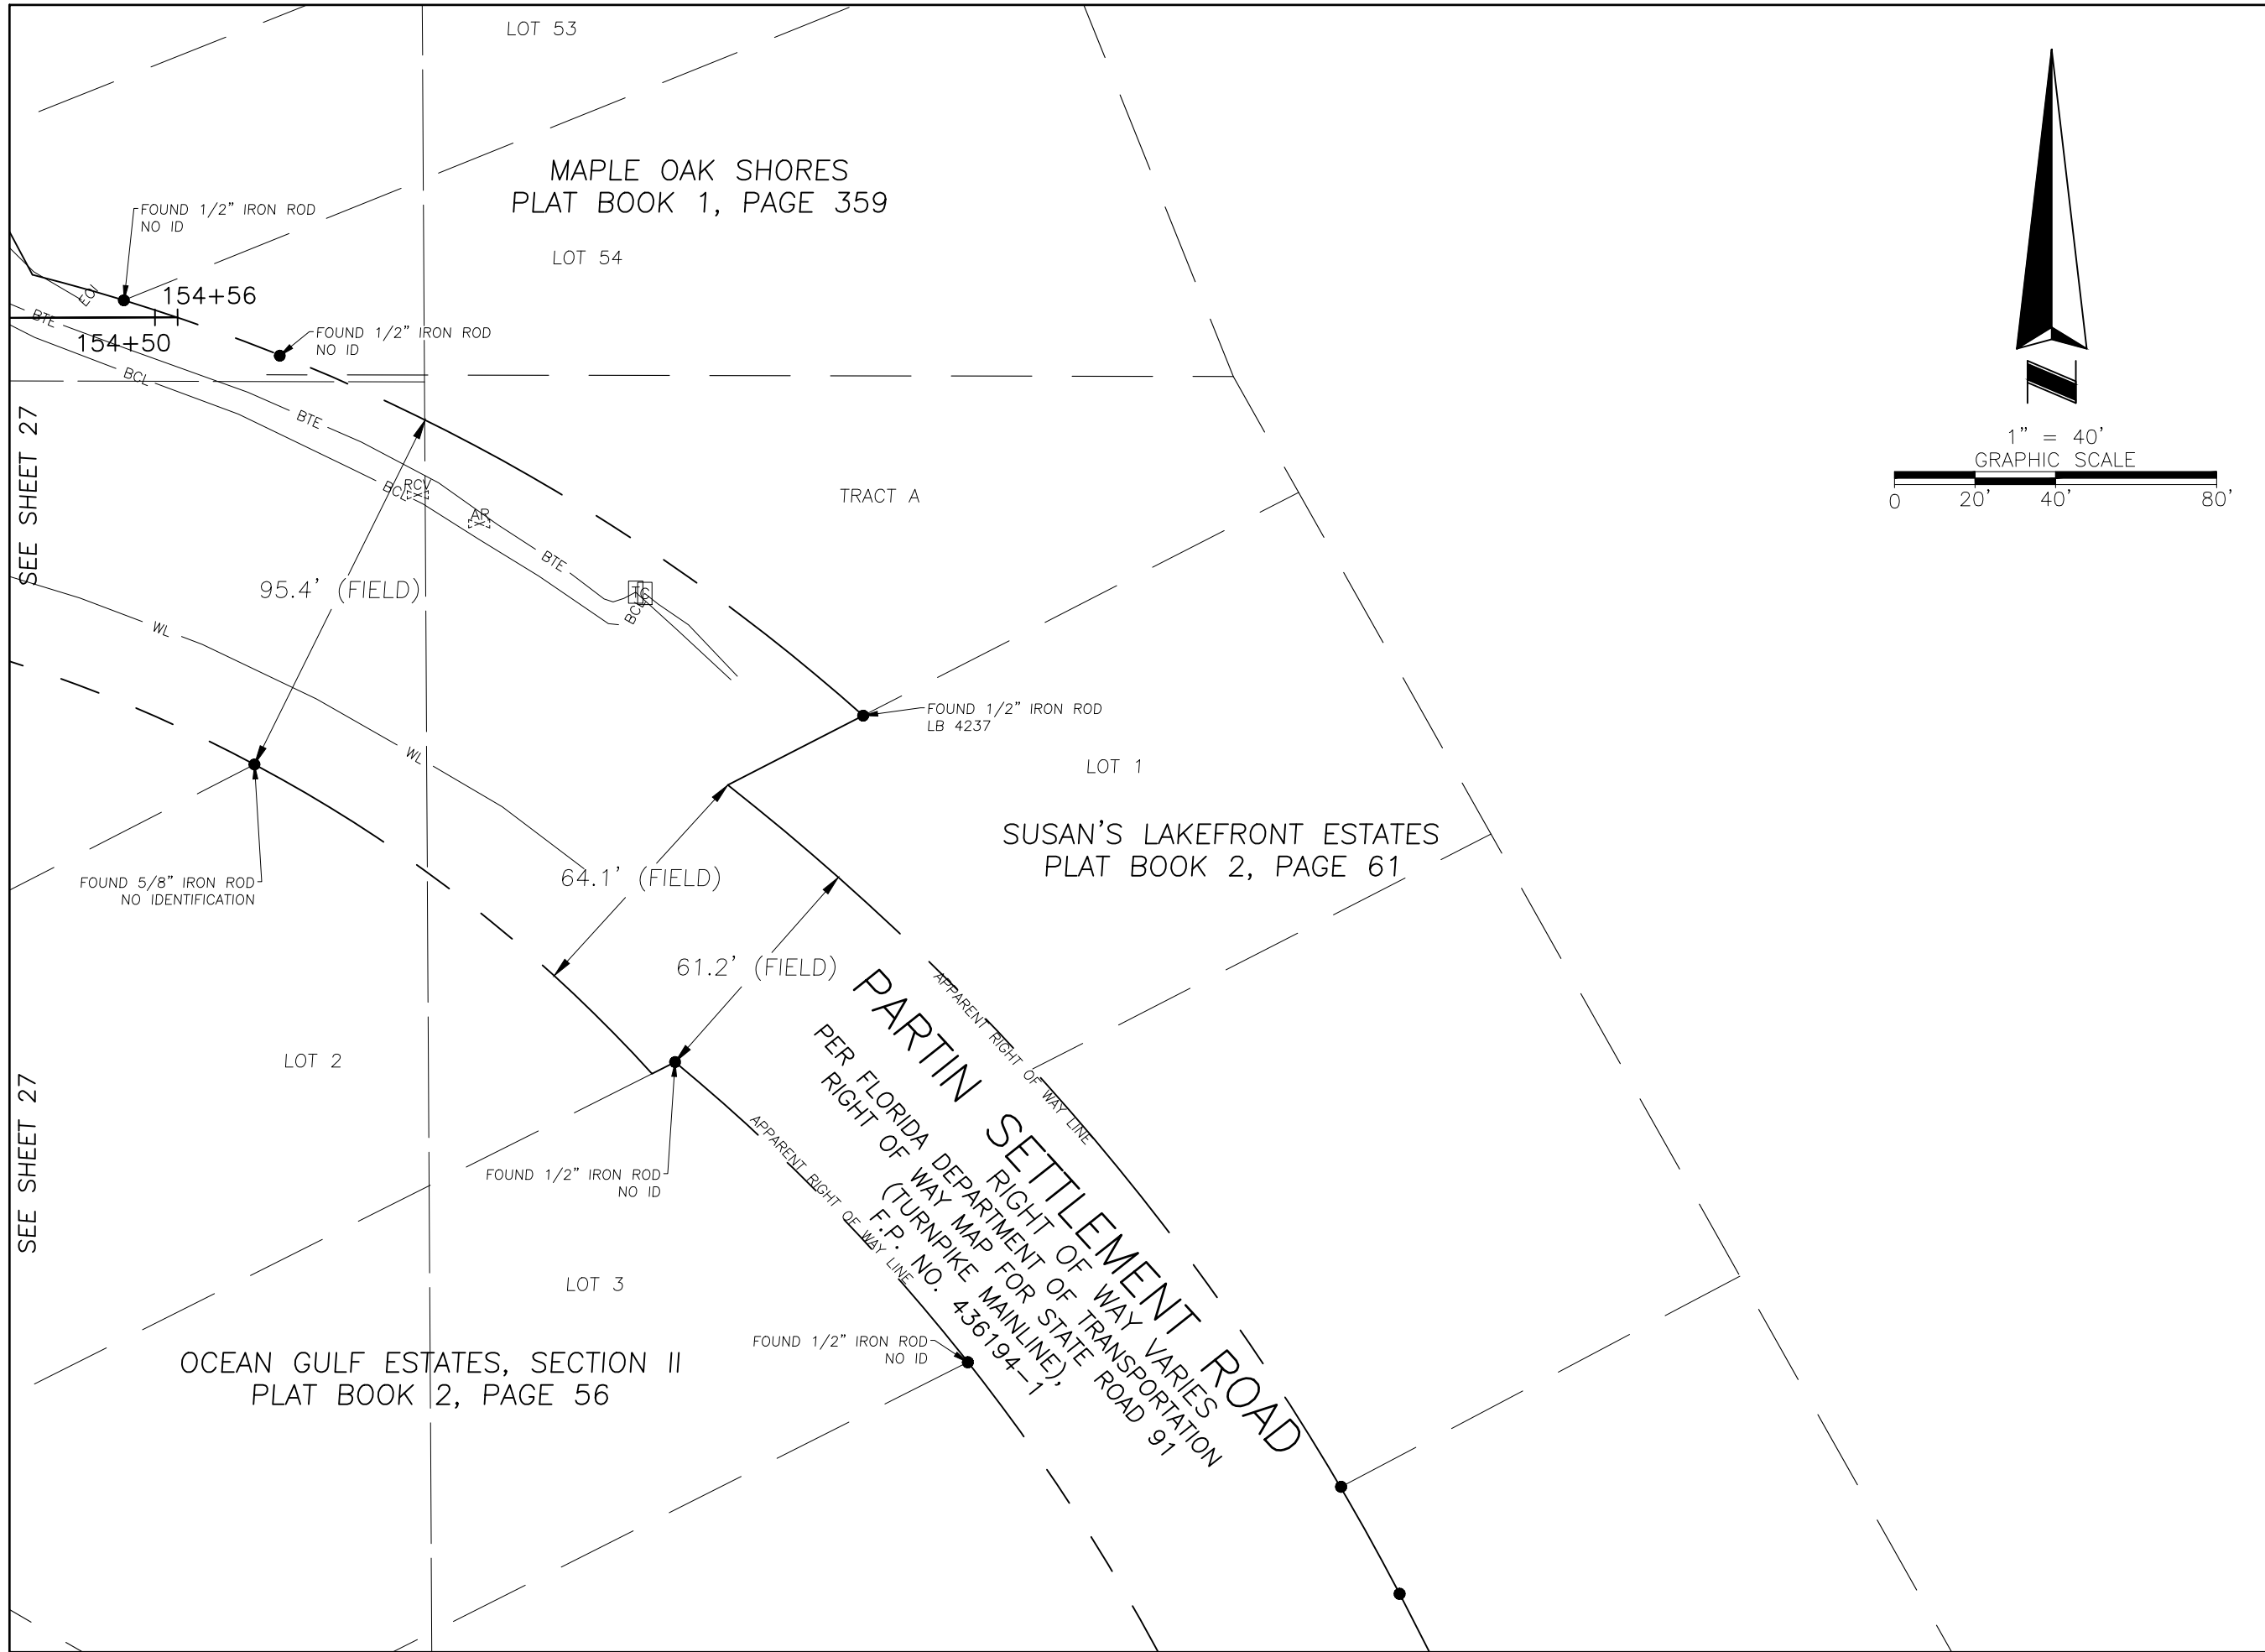 LOT 53
MAPLE OAK SHORES
PLAT BOOK 1, PAGE 359
FOUND 1/2" IRON ROD
NO ID
LOT 54
ECI
154+56
BTE
154+50
FOUND 1/2" IRON ROD
NO ID
BCL
BTE
N
1" = 40'
GRAPHIC SCALE
0 20' 40' 80'
SEE SHEET 27
RCV
BCL
AR
TRACT A
BTE
TC
BCL
95.4' (FIELD)
WL
WL
FOUND 1/2" IRON ROD
LB 4237
LOT 1
SUSAN'S LAKEFRONT ESTATES
PLAT BOOK 2, PAGE 61
FOUND 5/8" IRON ROD
NO IDENTIFICATION
64.1' (FIELD)
61.2' (FIELD)
APPARENT RIGHT OF WAY LINE
PARTIN SETTLEMENT ROAD
RIGHT OF WAY VARIES
PER FLORIDA DEPARTMENT OF TRANSPORTATION
RIGHT OF WAY MAP FOR STATE ROAD 91
(TURNPIKE MAINLINE),
F.P. NO. 436194-1
APPARENT RIGHT OF WAY LINE
SEE SHEET 27
LOT 2
FOUND 1/2" IRON ROD
NO ID
LOT 3
FOUND 1/2" IRON ROD
NO ID
OCEAN GULF ESTATES, SECTION II
PLAT BOOK 2, PAGE 56